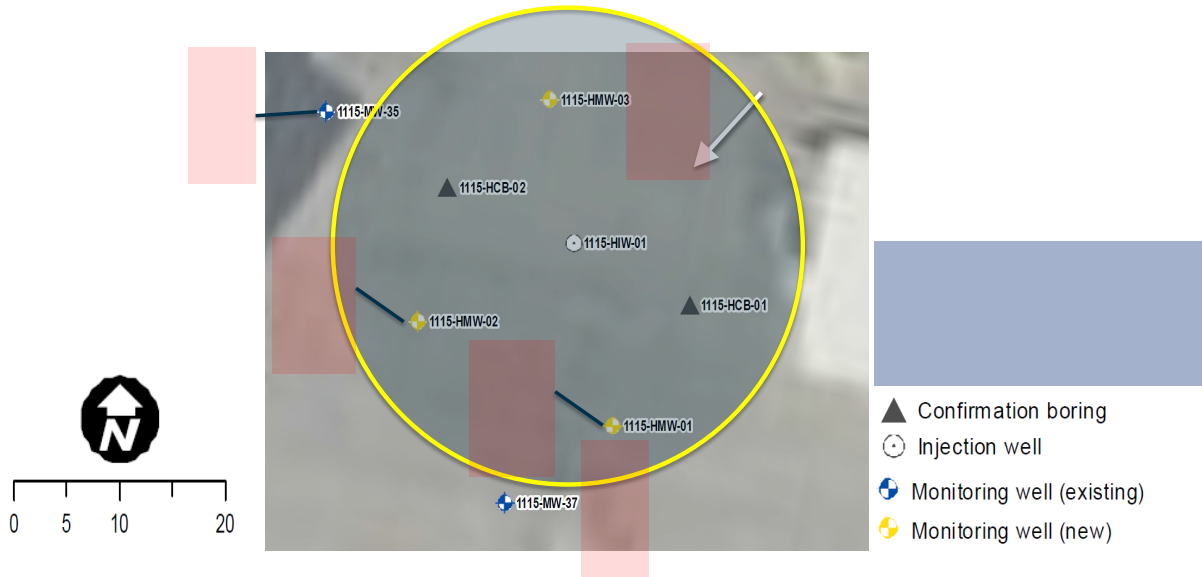 1115-HMW-03
1115-MW-35
1115-HCB-02
1115-HIW-01
1115-HCB-01
1115-HMW-02
1115-HMW-01
1115-MW-37
N
0 5 10 20
Confirmation boring
Injection well
Monitoring well (existing)
Monitoring well (new)